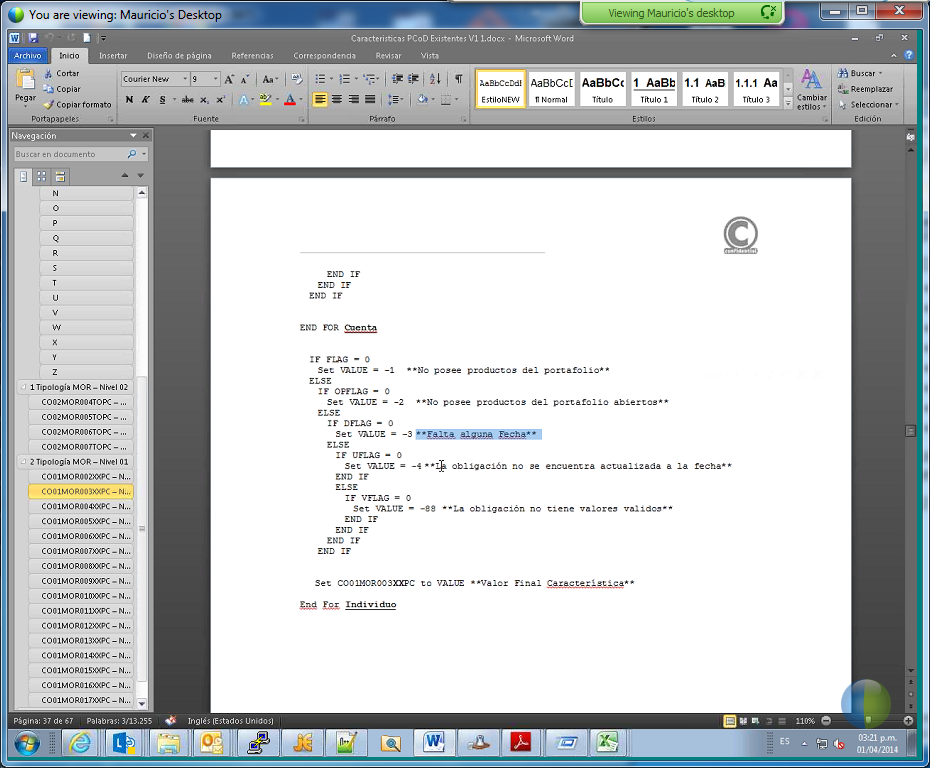 You are viewing: Mauricio's Desktop
Viewing Mauricio's desktop
Caracteristicas PCoD Existentes V1 1.docx - Microsoft Word
Archivo Inicio Insertar Diseño de página Referencias Correspondencia Revisar Vista
Pegar
Cortar
Copiar
Copiar formato
Portapapeles
Courier New 9
N K S abc x₂ x²
Fuente
Párrafo
AaBbCcDdI AaBbCcI AaBbCc 1 AaBb 1.1 AaB 1.1.1 Aa
EstiloNEW ¶ Normal Título Título 1 Título 2 Título 3
Cambiar estilos
Estilos
Buscar
Reemplazar
Seleccionar
Edición
Navegación
Buscar en documento
N
O
P
Q
R
S
T
U
V
W
X
Y
Z
1 Tipología MOR – Nivel 02
CO02MOR004TOPC – ...
CO02MOR005TOPC – ...
CO02MOR006TOPC – ...
CO02MOR007TOPC – ...
2 Tipología MOR – Nivel 01
CO01MOR002XXPC – N...
CO01MOR003XXPC – N...
CO01MOR004XXPC – N...
CO01MOR005XXPC – N...
CO01MOR006XXPC – N...
CO01MOR007XXPC – N...
CO01MOR008XXPC – N...
CO01MOR009XXPC – N...
CO01MOR010XXPC – N...
CO01MOR011XXPC – N...
CO01MOR012XXPC – N...
CO01MOR013XXPC – N...
CO01MOR014XXPC – N...
CO01MOR015XXPC – N...
CO01MOR016XXPC – N...
CO01MOR017XXPC – N...
C
confidential
END IF
END IF
END IF
END FOR Cuenta
IF FLAG = 0
Set VALUE = -1 **No posee productos del portafolio**
ELSE
IF OPFLAG = 0
Set VALUE = -2 **No posee productos del portafolio abiertos**
ELSE
IF DFLAG = 0
Set VALUE = -3 **Falta alguna Fecha**
ELSE
IF UFLAG = 0
Set VALUE = -4 **La obligación no se encuentra actualizada a la fecha**
END IF
ELSE
IF VFLAG = 0
Set VALUE = -88 **La obligación no tiene valores validos**
END IF
END IF
END IF
END IF
Set CO01MOR003XXPC to VALUE **Valor Final Característica**
End For Individuo
Página: 37 de 67 Palabras: 3/13.255 Inglés (Estados Unidos) 110%
ES 03:21 p.m.
01/04/2014